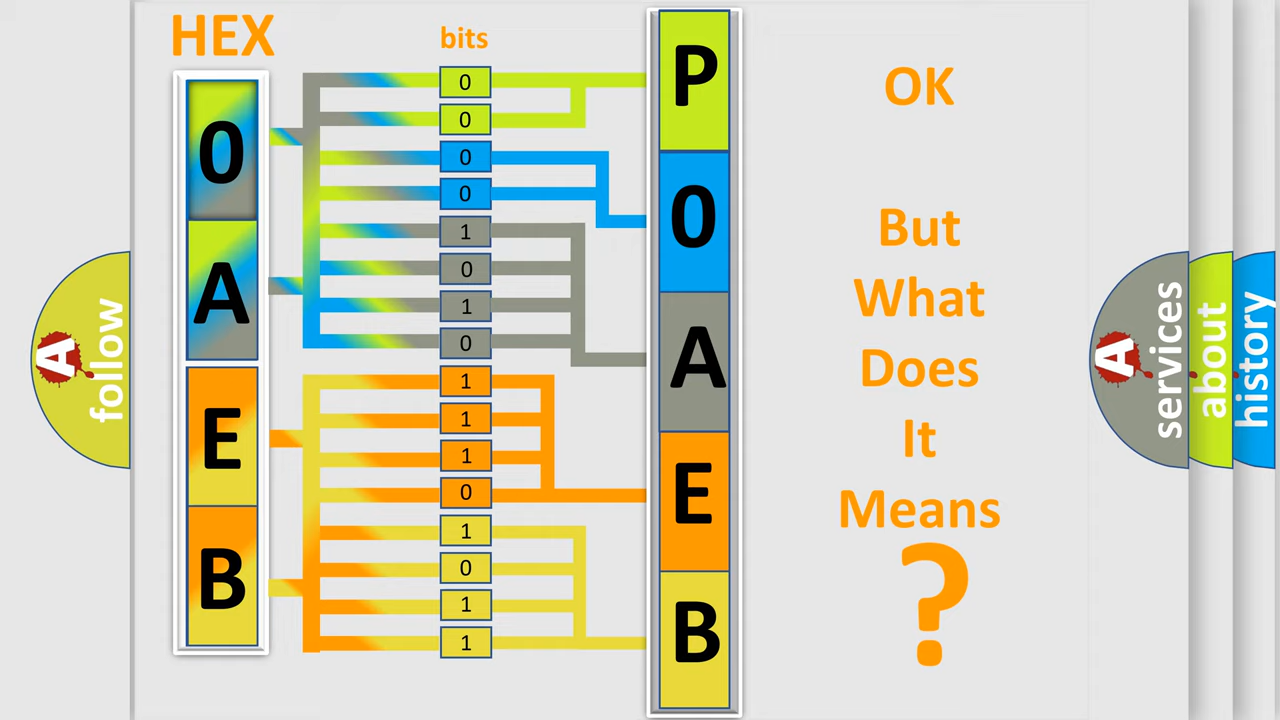 HEX
bits
0
A
E
B
0
0
0
0
1
0
1
0
1
1
1
0
1
0
1
1
P
0
A
E
B
OK
But
What
Does
It
Means
?
A
follow
A
services
about
history